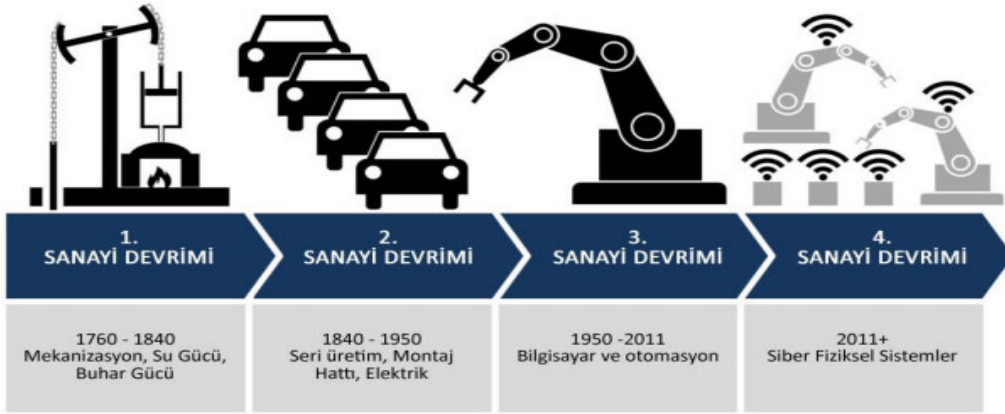 1.
SANAYİ DEVRİMİ
2.
SANAYİ DEVRİMİ
3.
SANAYİ DEVRİMİ
4.
SANAYİ DEVRİMİ
1760 - 1840
Mekanizasyon, Su Gücü,
Buhar Gücü
1840 - 1950
Seri üretim, Montaj
Hattı, Elektrik
1950 -2011
Bilgisayar ve otomasyon
2011+
Siber Fiziksel Sistemler